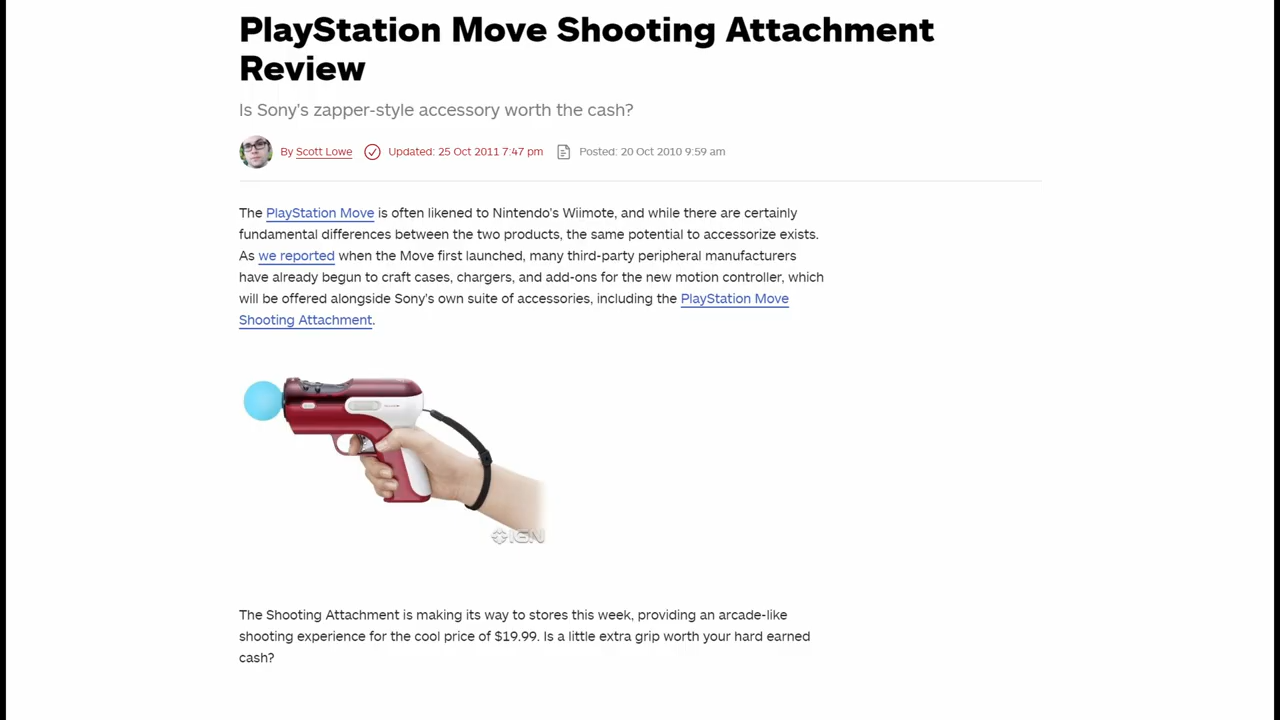 PlayStation Move Shooting Attachment
Review
Is Sony's zapper-style accessory worth the cash?
By Scott Lowe Updated: 25 Oct 2011 7:47 pm Posted: 20 Oct 2010 9:59 am
The PlayStation Move is often likened to Nintendo's Wiimote, and while there are certainly
fundamental differences between the two products, the same potential to accessorize exists.
As we reported when the Move first launched, many third-party peripheral manufacturers
have already begun to craft cases, chargers, and add-ons for the new motion controller, which
will be offered alongside Sony's own suite of accessories, including the PlayStation Move
Shooting Attachment.
IGN
The Shooting Attachment is making its way to stores this week, providing an arcade-like
shooting experience for the cool price of $19.99. Is a little extra grip worth your hard earned
cash?